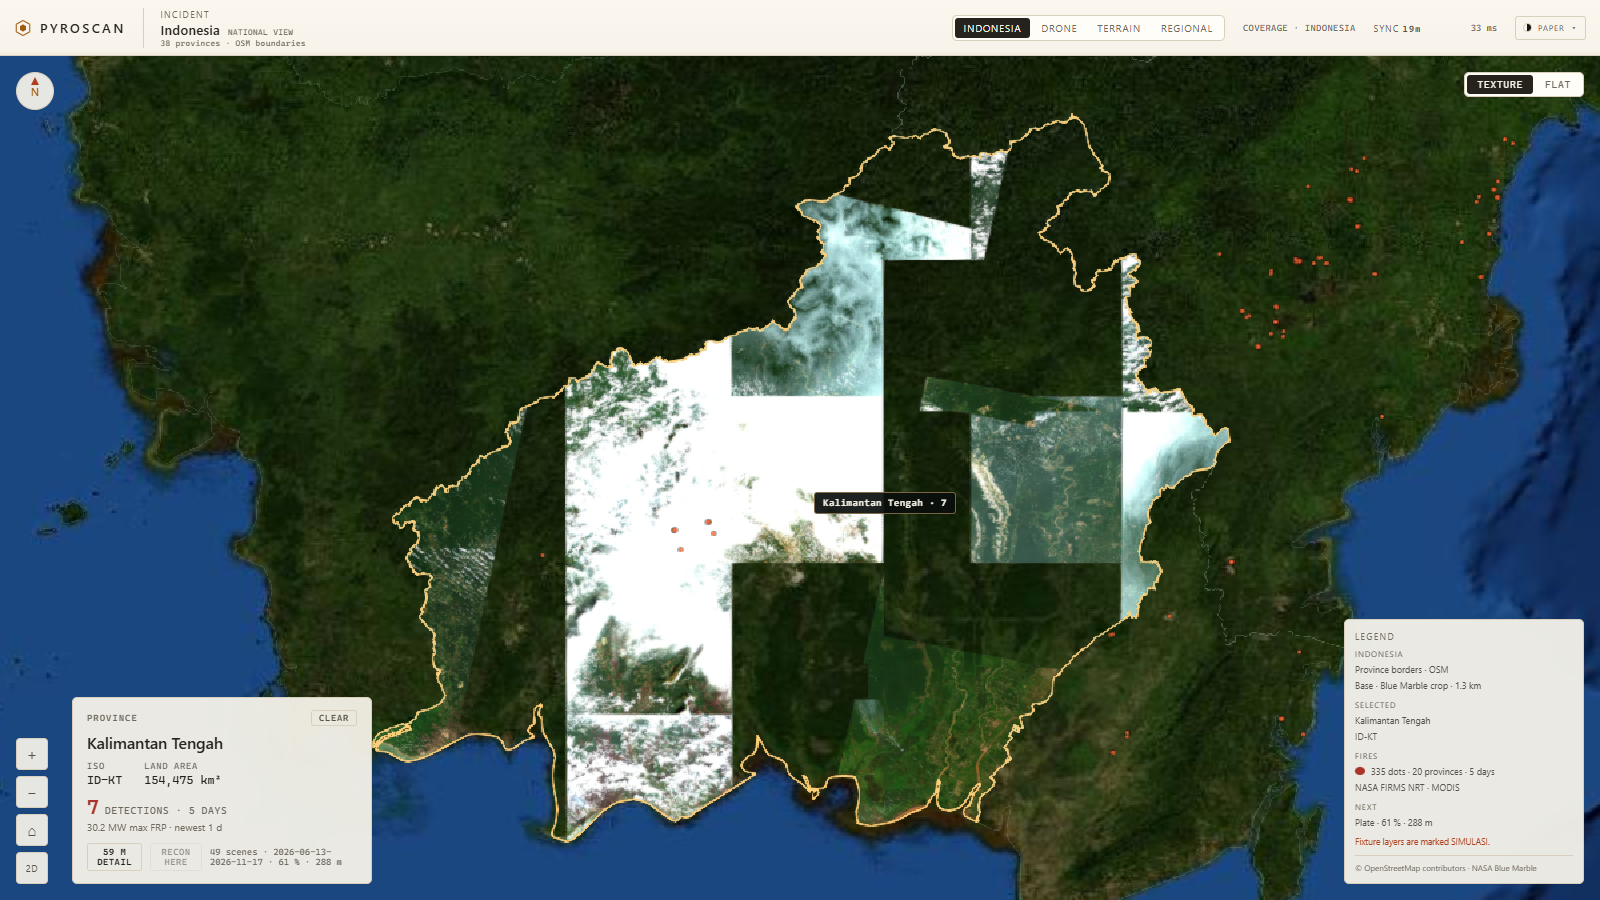 PYROSCAN
INCIDENT
Indonesia NATIONAL VIEW
38 provinces · OSM boundaries
INDONESIA DRONE TERRAIN REGIONAL
COVERAGE · INDONESIA
SYNC 19m
33 ms
PAPER
N
TEXTURE FLAT
Kalimantan Tengah · 7
PROVINCE
CLEAR
Kalimantan Tengah
ISO LAND AREA
ID-KT 154,475 km²
7 DETECTIONS · 5 DAYS
30.2 MW max FRP · newest 1 d
59 M DETAIL
RECON HERE
49 scenes · 2026-06-13–
2026-11-17 · 61 % · 288 m
+
−
2D
LEGEND
INDONESIA
Province borders · OSM
Base · Blue Marble crop · 1.3 km
SELECTED
Kalimantan Tengah
ID-KT
FIRES
335 dots · 20 provinces · 5 days
NASA FIRMS NRT · MODIS
NEXT
Plate · 61 % · 288 m
Fixture layers are marked SIMULASI.
© OpenStreetMap contributors · NASA Blue Marble